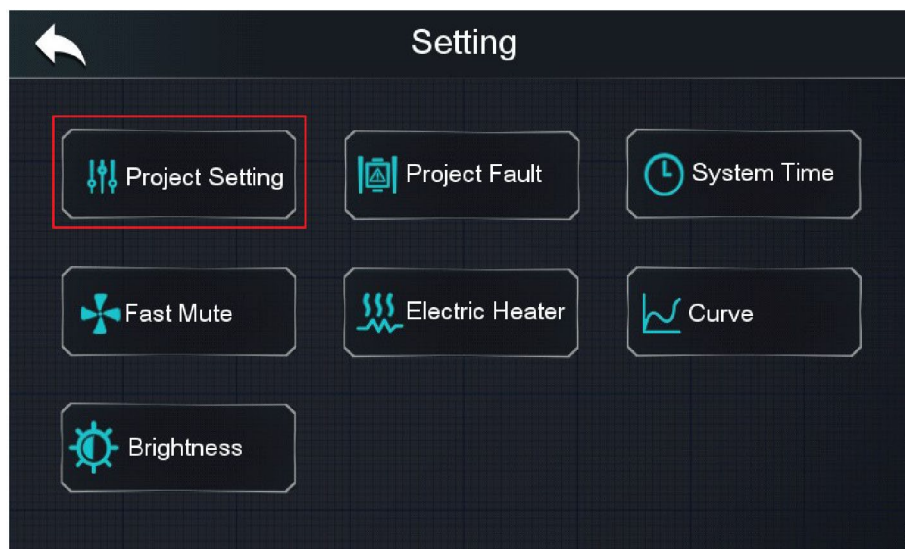 Setting
Project Setting
Project Fault
System Time
Fast Mute
Electric Heater
Curve
Brightness